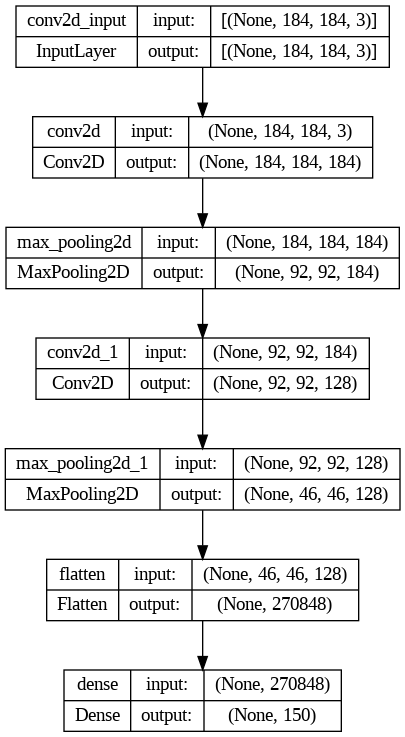 conv2d_input input: [(None, 184, 184, 3)]
InputLayer output: [(None, 184, 184, 3)]
conv2d input: (None, 184, 184, 3)
Conv2D output: (None, 184, 184, 184)
max_pooling2d input: (None, 184, 184, 184)
MaxPooling2D output: (None, 92, 92, 184)
conv2d_1 input: (None, 92, 92, 184)
Conv2D output: (None, 92, 92, 128)
max_pooling2d_1 input: (None, 92, 92, 128)
MaxPooling2D output: (None, 46, 46, 128)
flatten input: (None, 46, 46, 128)
Flatten output: (None, 270848)
dense input: (None, 270848)
Dense output: (None, 150)